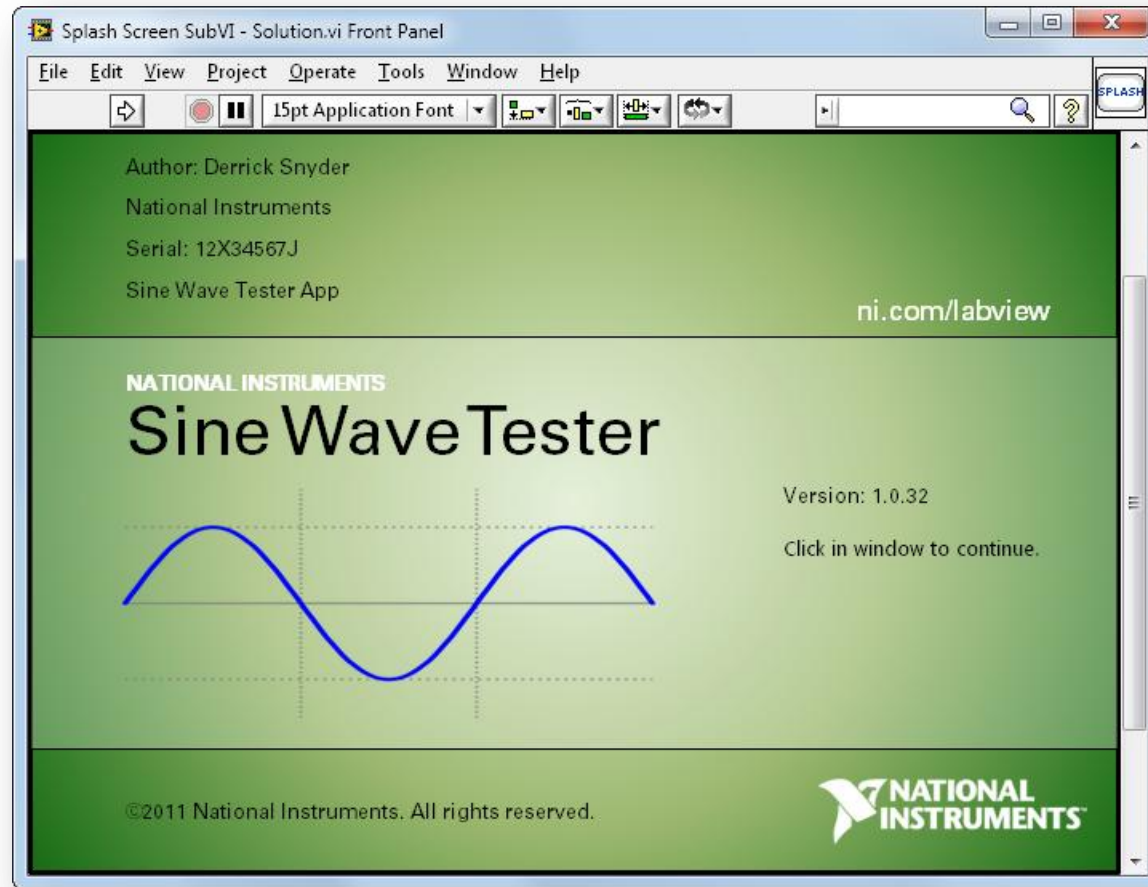 Splash Screen SubVI - Solution.vi Front Panel
File Edit View Project Operate Tools Window Help
15pt Application Font
SPLASH
Author: Derrick Snyder
National Instruments
Serial: 12X34567J
Sine Wave Tester App
ni.com/labview
NATIONAL INSTRUMENTS
Sine Wave Tester
Version: 1.0.32
Click in window to continue.
©2011 National Instruments. All rights reserved.
NATIONAL
INSTRUMENTS™